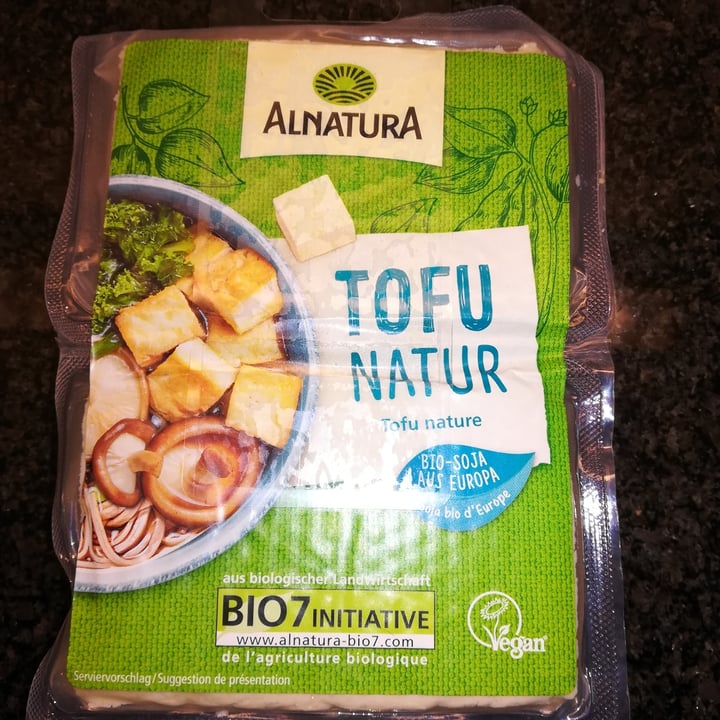 ALNATURA
TOFU
NATUR
Tofu nature
BIO-SOJA
AUS EUROPA
Soja bio d'Europe
aus biologischer Landwirtschaft
BIO7 INITIATIVE
www.alnatura-bio7.com
de l'agriculture biologique
Vegan
Serviervorschlag/Suggestion de présentation